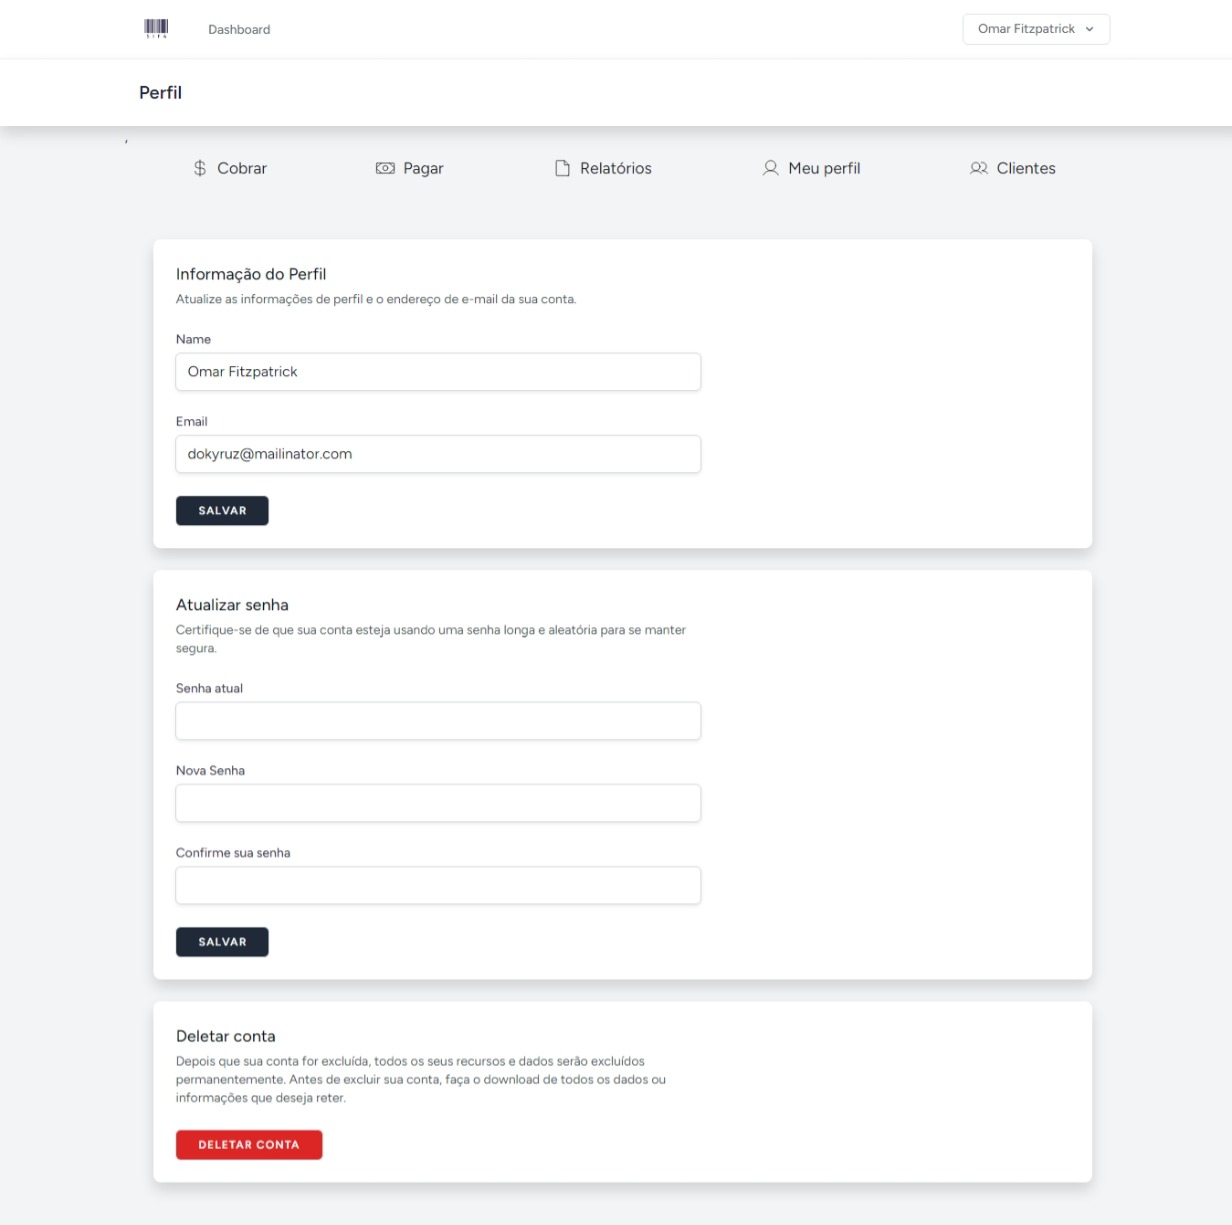 SIFA
Dashboard
Omar Fitzpatrick
Perfil
,
Cobrar
Pagar
Relatórios
Meu perfil
Clientes
Informação do Perfil
Atualize as informações de perfil e o endereço de e-mail da sua conta.
Name
Omar Fitzpatrick
Email
dokyruz@mailinator.com
SALVAR
Atualizar senha
Certifique-se de que sua conta esteja usando uma senha longa e aleatória para se manter
segura.
Senha atual
Nova Senha
Confirme sua senha
SALVAR
Deletar conta
Depois que sua conta for excluída, todos os seus recursos e dados serão excluídos
permanentemente. Antes de excluir sua conta, faça o download de todos os dados ou
informações que deseja reter.
DELETAR CONTA